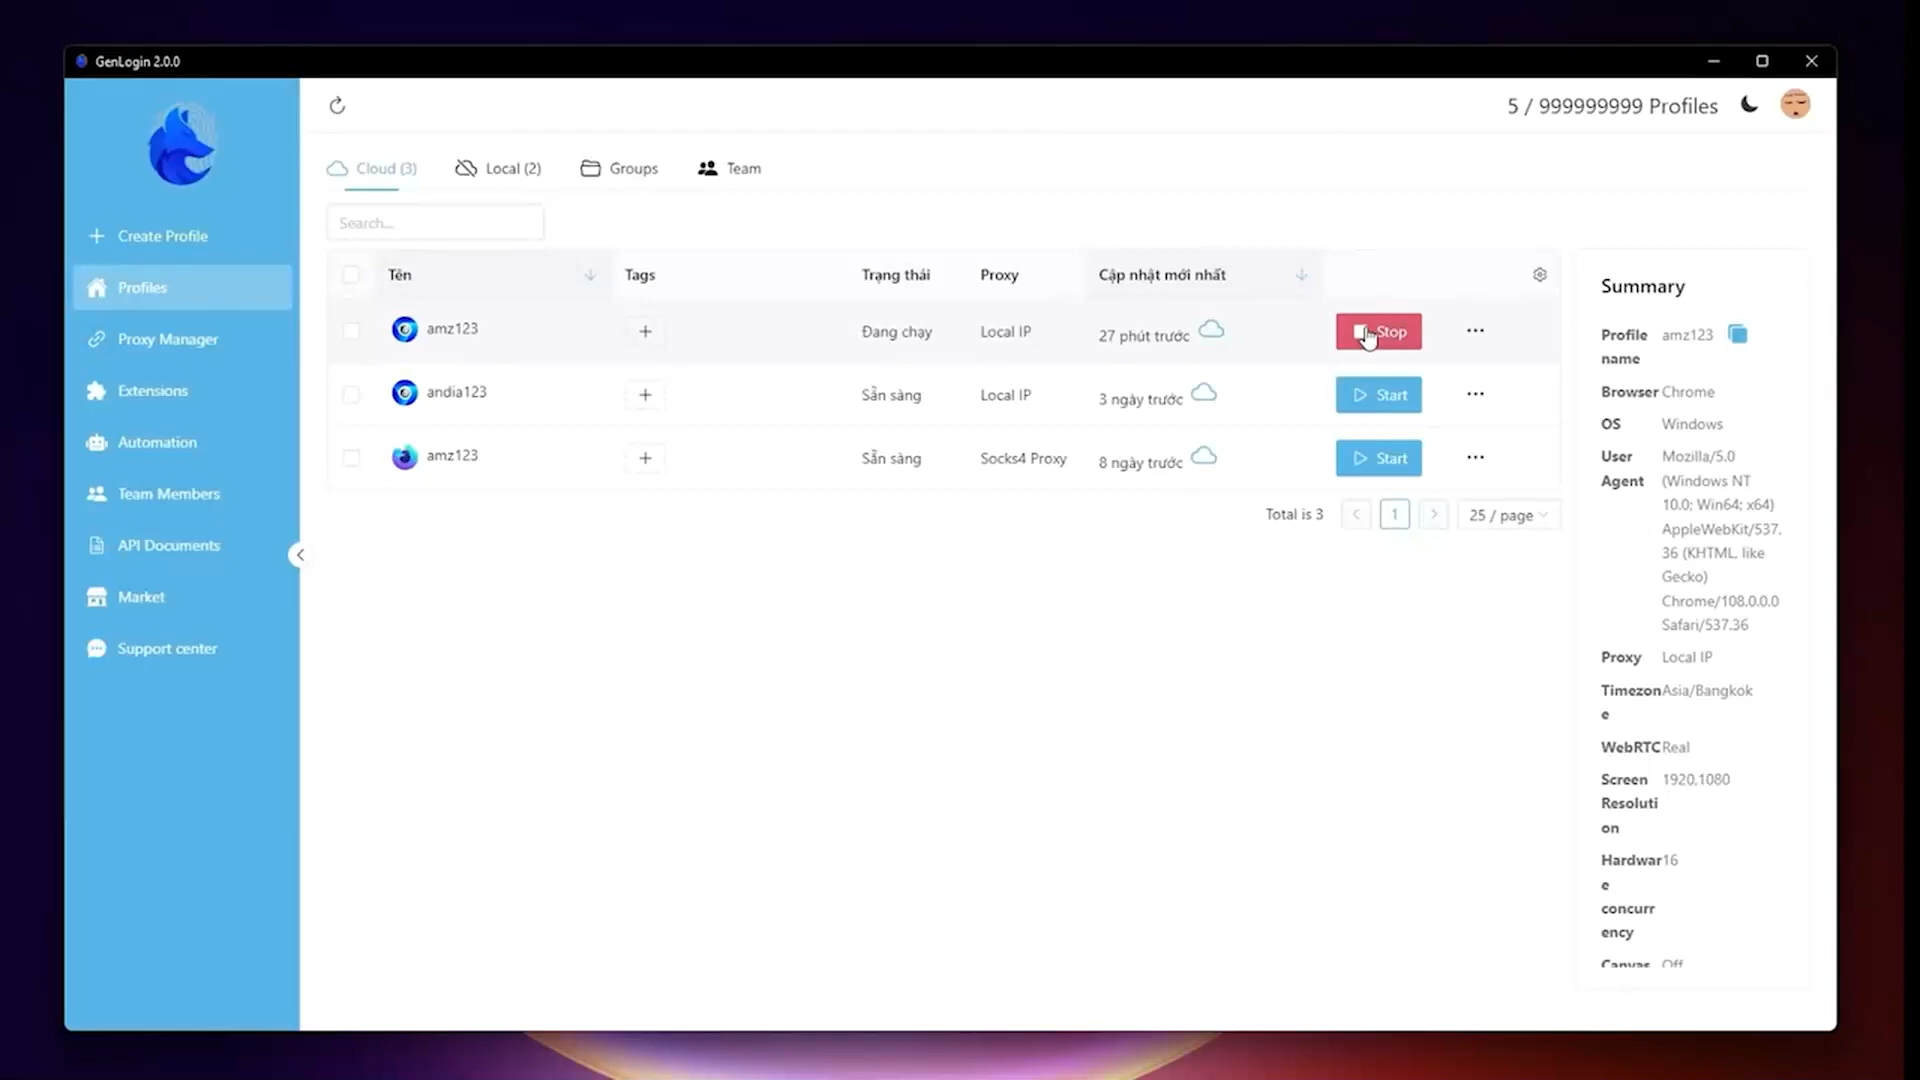 GenLogin 2.0.0
5 / 999999999 Profiles
Cloud (3)
Local (2)
Groups
Team
Search...
Create Profile
Profiles
Proxy Manager
Extensions
Automation
Team Members
API Documents
Market
Support center
Tên
Tags
Trạng thái
Proxy
Cập nhật mới nhất
amz123
Đang chạy
Local IP
27 phút trước
Stop
andia123
Sẵn sàng
Local IP
3 ngày trước
Start
amz123
Sẵn sàng
Socks4 Proxy
8 ngày trước
Start
Total is 3
1
25 / page
Summary
Profile amz123
name
Browser Chrome
OS Windows
User Mozilla/5.0
Agent (Windows NT
10.0; Win64; x64)
AppleWebKit/537.
36 (KHTML, like
Gecko)
Chrome/108.0.0.0
Safari/537.36
Proxy Local IP
Timezon Asia/Bangkok
e
WebRTC Real
Screen 1920,1080
Resoluti
on
Hardwar 16
e
concurr
ency
Canvas Off